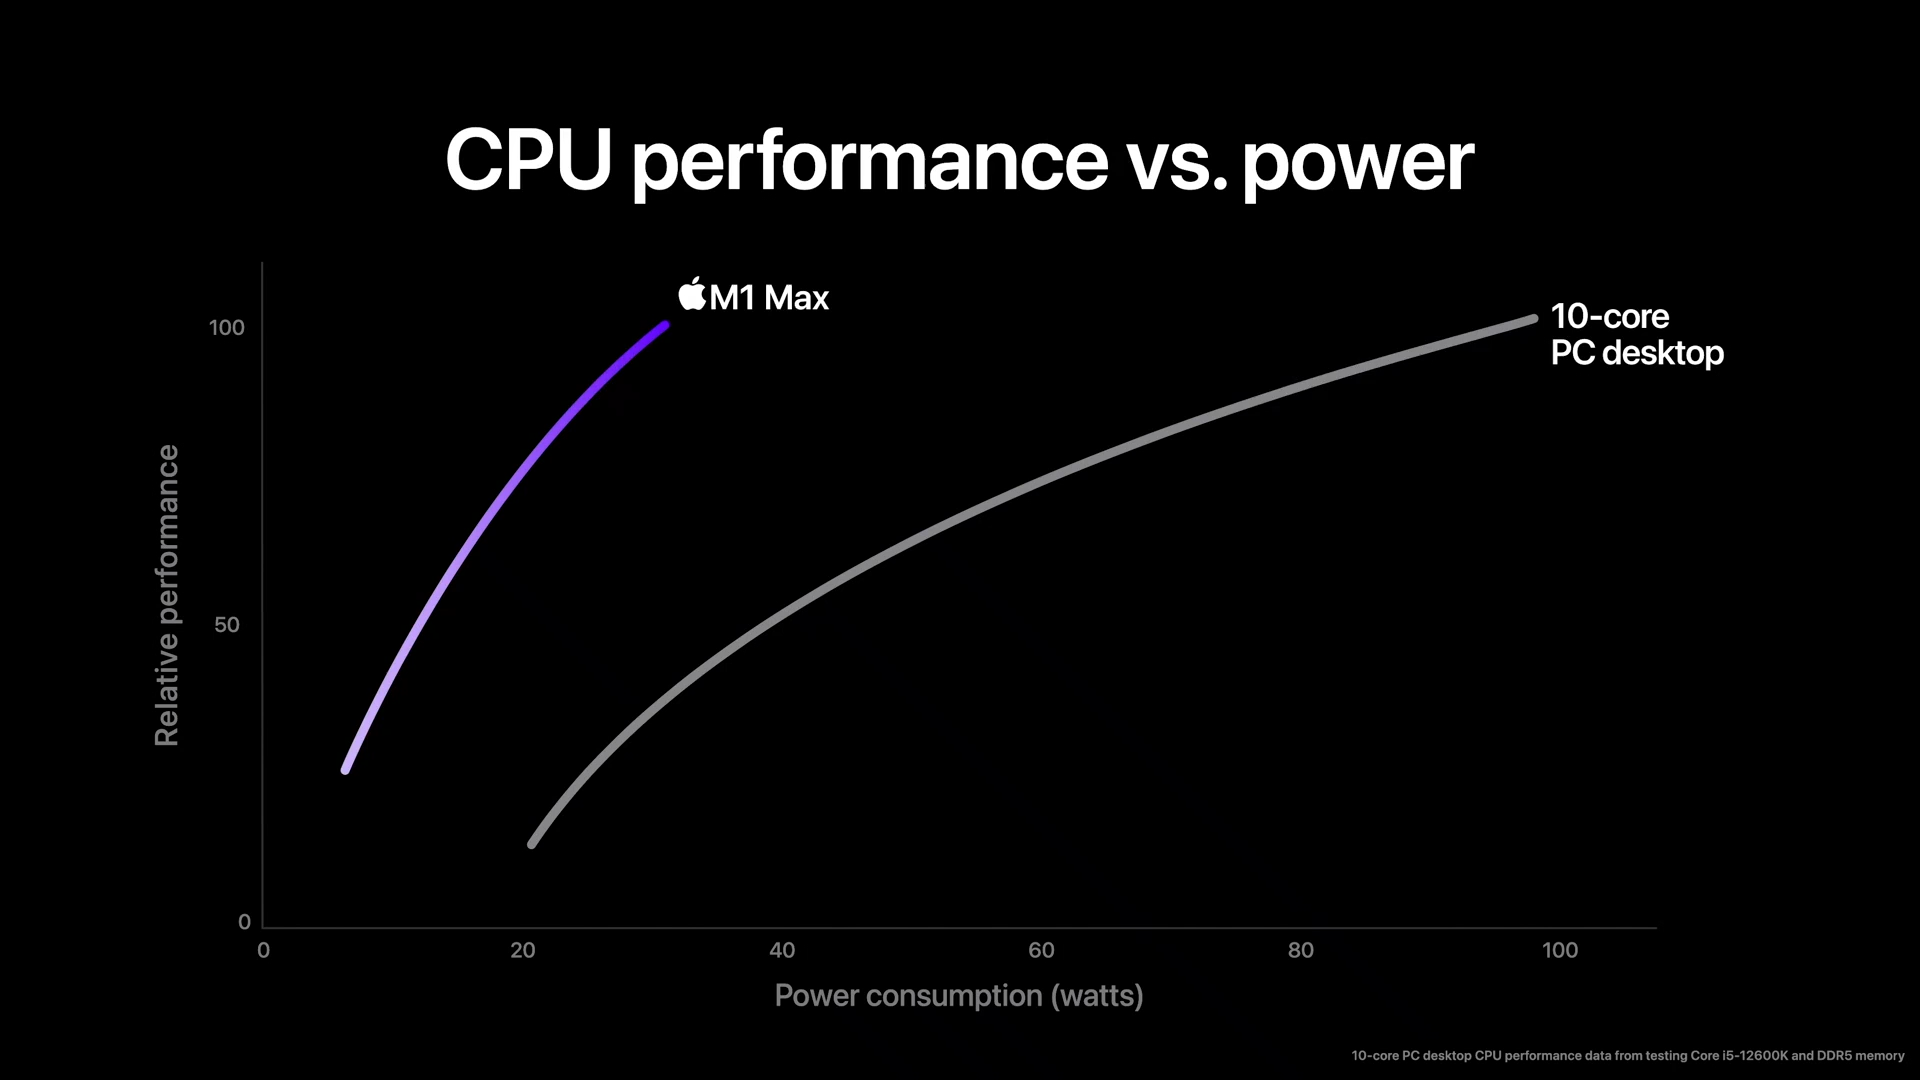 CPU performance vs. power
M1 Max
10-core
PC desktop
100
50
0
Relative performance
0 20 40 60 80 100
Power consumption (watts)
10-core PC desktop CPU performance data from testing Core i5-12600K and DDR5 memory